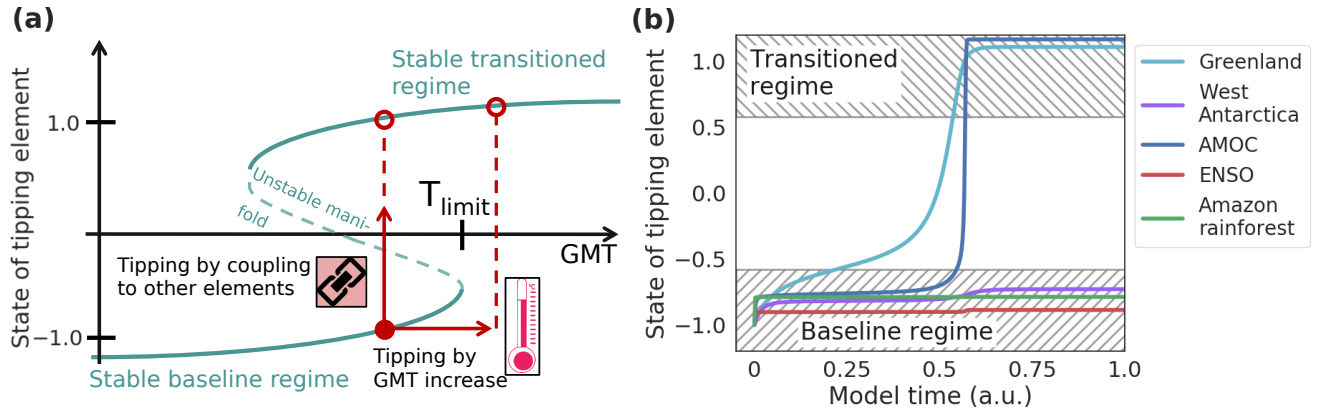 (a)
State of tipping element
1.0
−1.0
Stable transitioned
regime
Unstable mani-
fold
T limit
GMT
Tipping by coupling
to other elements
Tipping by
GMT increase
Stable baseline regime
(b)
State of tipping element
1.0
0.5
0.0
−0.5
−1.0
Transitioned
regime
Baseline regime
0
0.25
0.5
0.75
1.0
Model time (a.u.)
Greenland
West
Antarctica
AMOC
ENSO
Amazon
rainforest